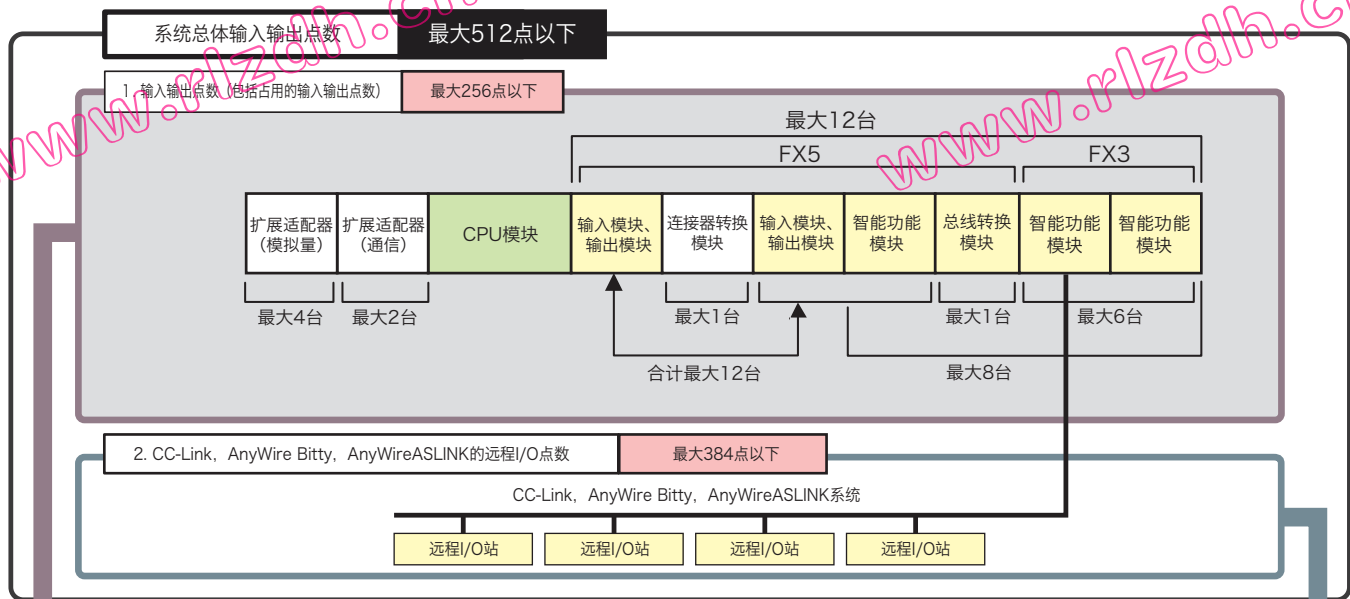 系统总体输入输出点数 最大512点以下
1. 输入输出点数（包括占用的输入输出点数） 最大256点以下
最大12台
FX5 FX3
扩展适配器
（模拟量）
扩展适配器
（通信）
CPU模块
输入模块、
输出模块
连接器转换
模块
输入模块、
输出模块
智能功能
模块
总线转换
模块
智能功能
模块
智能功能
模块
最大4台 最大2台 最大1台 最大1台 最大6台
合计最大12台 最大8台
2. CC-Link，AnyWire Bitty，AnyWireASLINK的远程I/O点数 最大384点以下
CC-Link，AnyWire Bitty，AnyWireASLINK系统
远程I/O站 远程I/O站 远程I/O站 远程I/O站
www.rlzdh.c
www.rlzdh.c